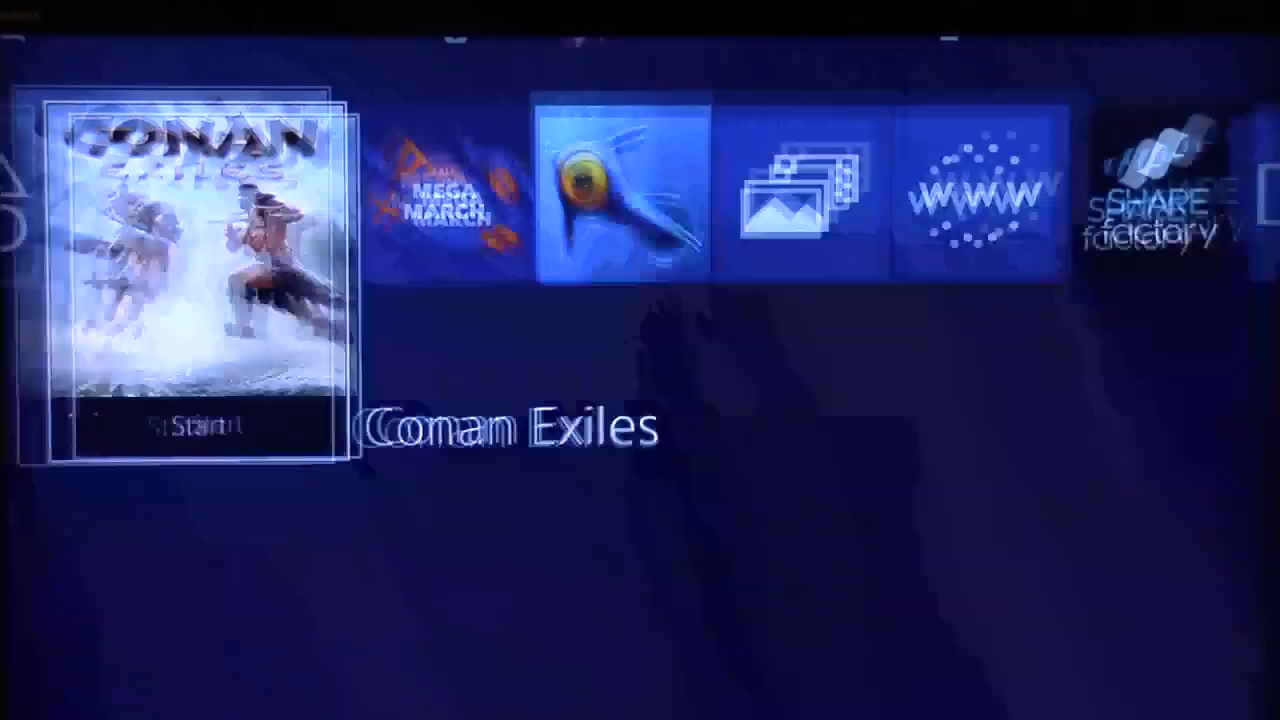 CONAN
EXILES
MEGA
MARCH
WWW
SHARE
factory
Start
Conan Exiles